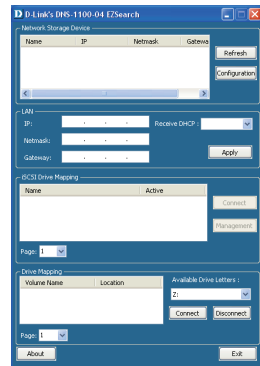 D-Link's DNS-1100-04 EZSearch
Network Storage Device
Name IP Netmask Gatewa
Refresh
Configuration
LAN
IP: Receive DHCP :
Netmask:
Gateway: Apply
iSCSI Drive Mapping
Name Active
Connect
Management
Page: 1
Drive Mapping
Volume Name Location Available Drive Letters :
Z:
Connect Disconnect
Page: 1
About Exit